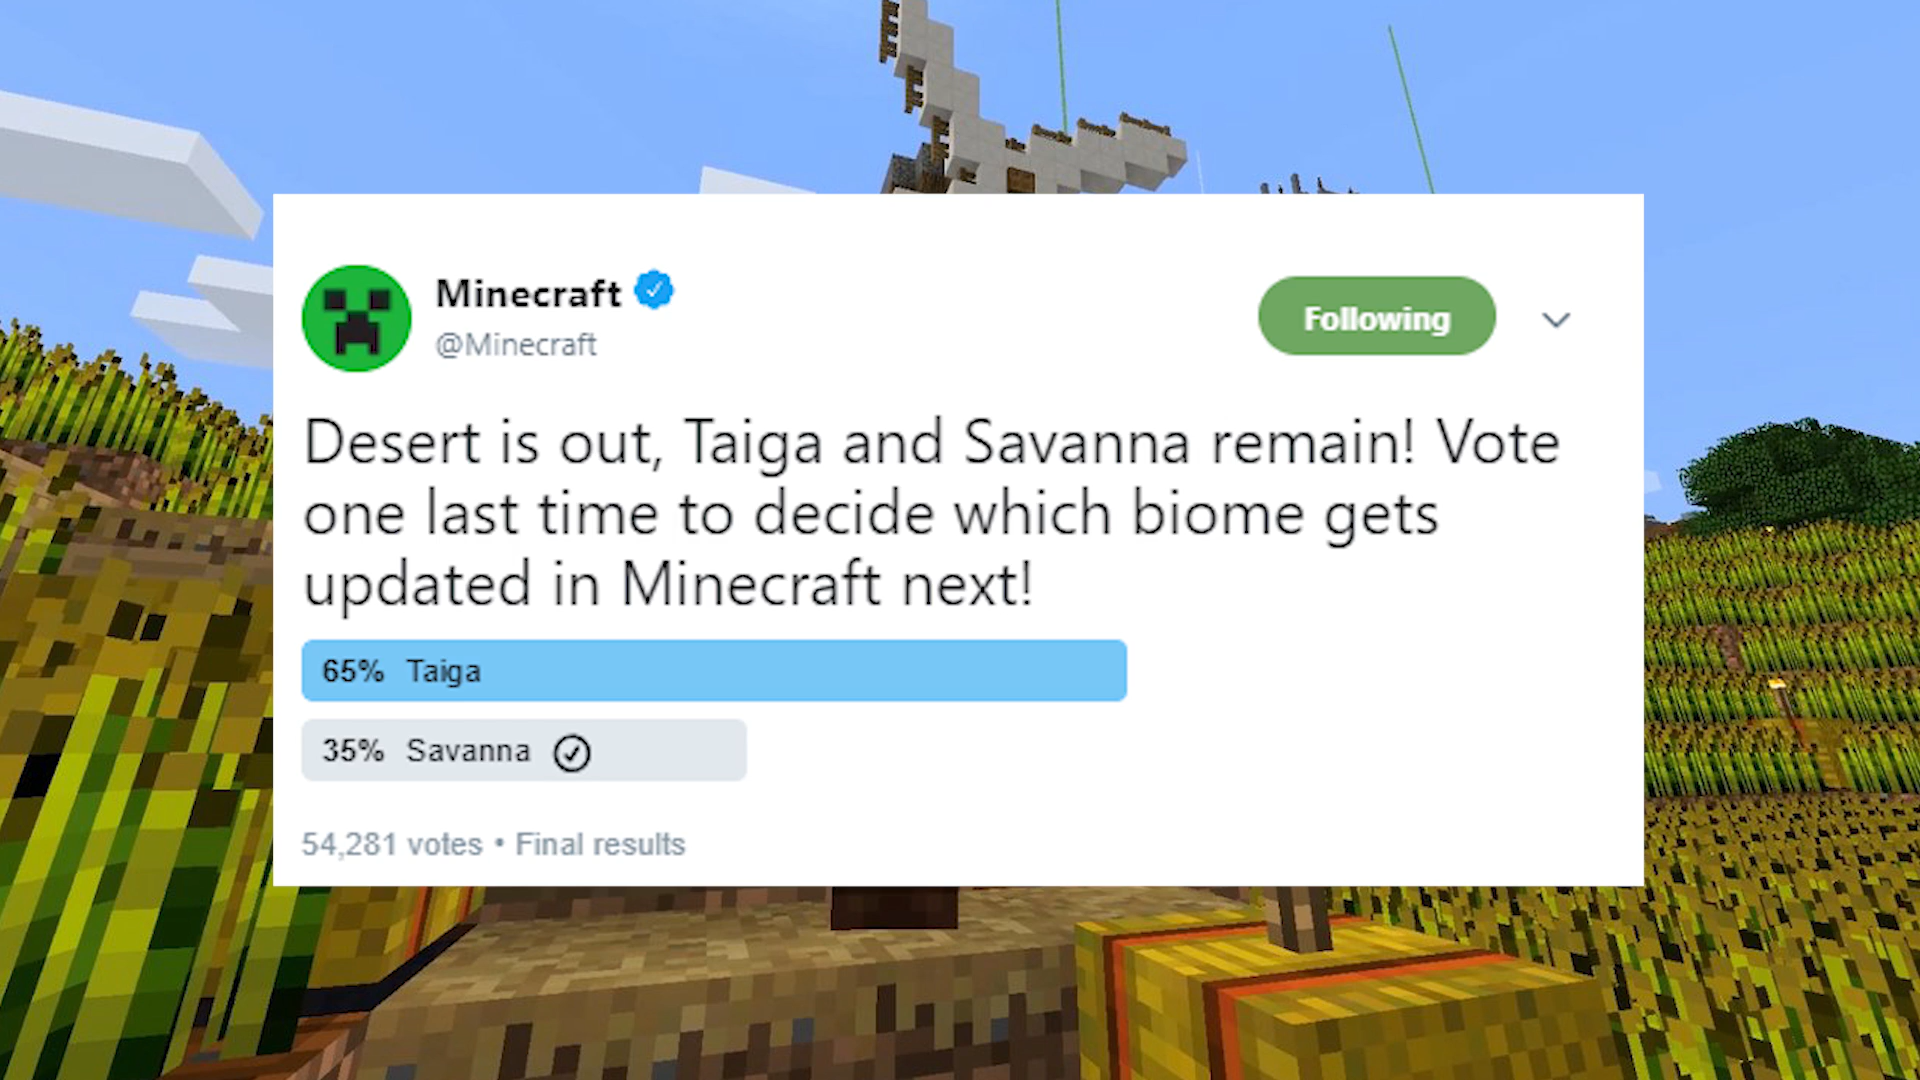 Minecraft
@Minecraft
Following
Desert is out, Taiga and Savanna remain! Vote
one last time to decide which biome gets
updated in Minecraft next!
65% Taiga
35% Savanna
54,281 votes • Final results